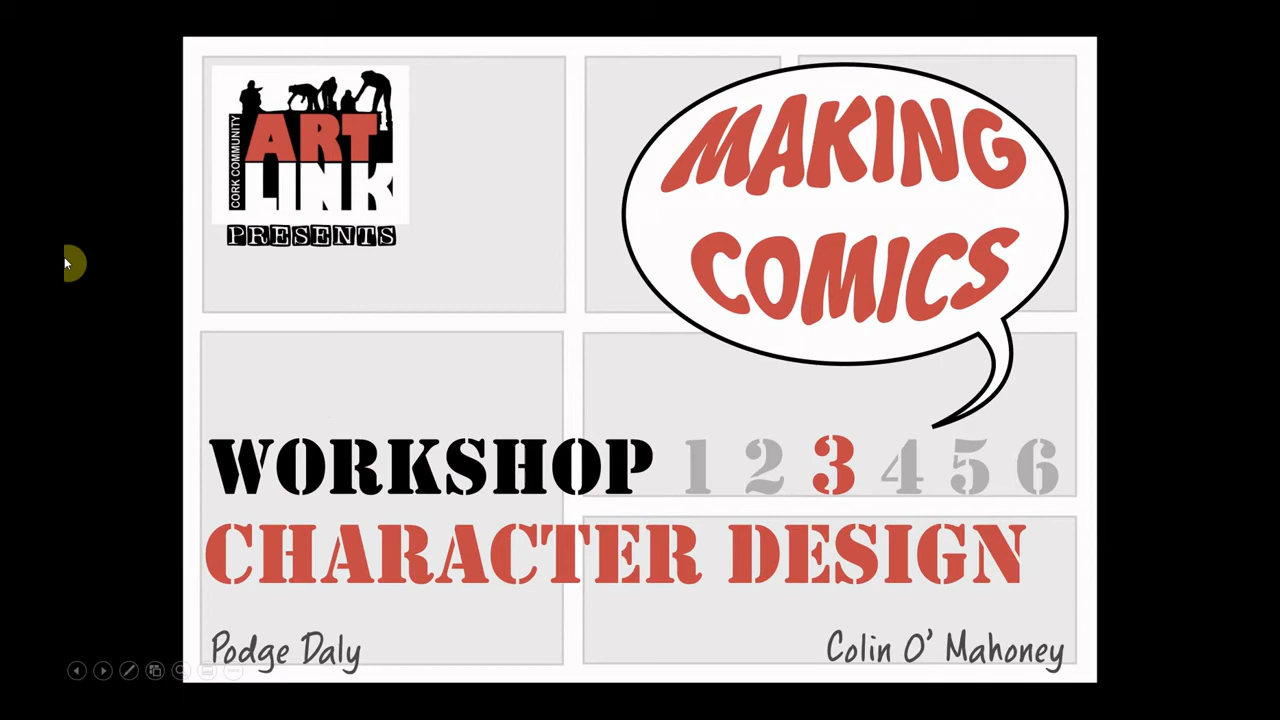 CORK COMMUNITY
ART
LINK
PRESENTS
MAKING
COMICS
WORKSHOP 1 2 3 4 5 6
CHARACTER DESIGN
Podge Daly
Colin O' Mahoney